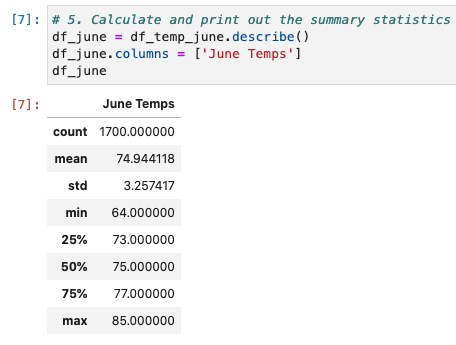 [7]: # 5. Calculate and print out the summary statistics
df_june = df_temp_june.describe()
df_june.columns = ['June Temps']
df_june
[7]: June Temps
count 1700.000000
mean 74.944118
std 3.257417
min 64.000000
25% 73.000000
50% 75.000000
75% 77.000000
max 85.000000